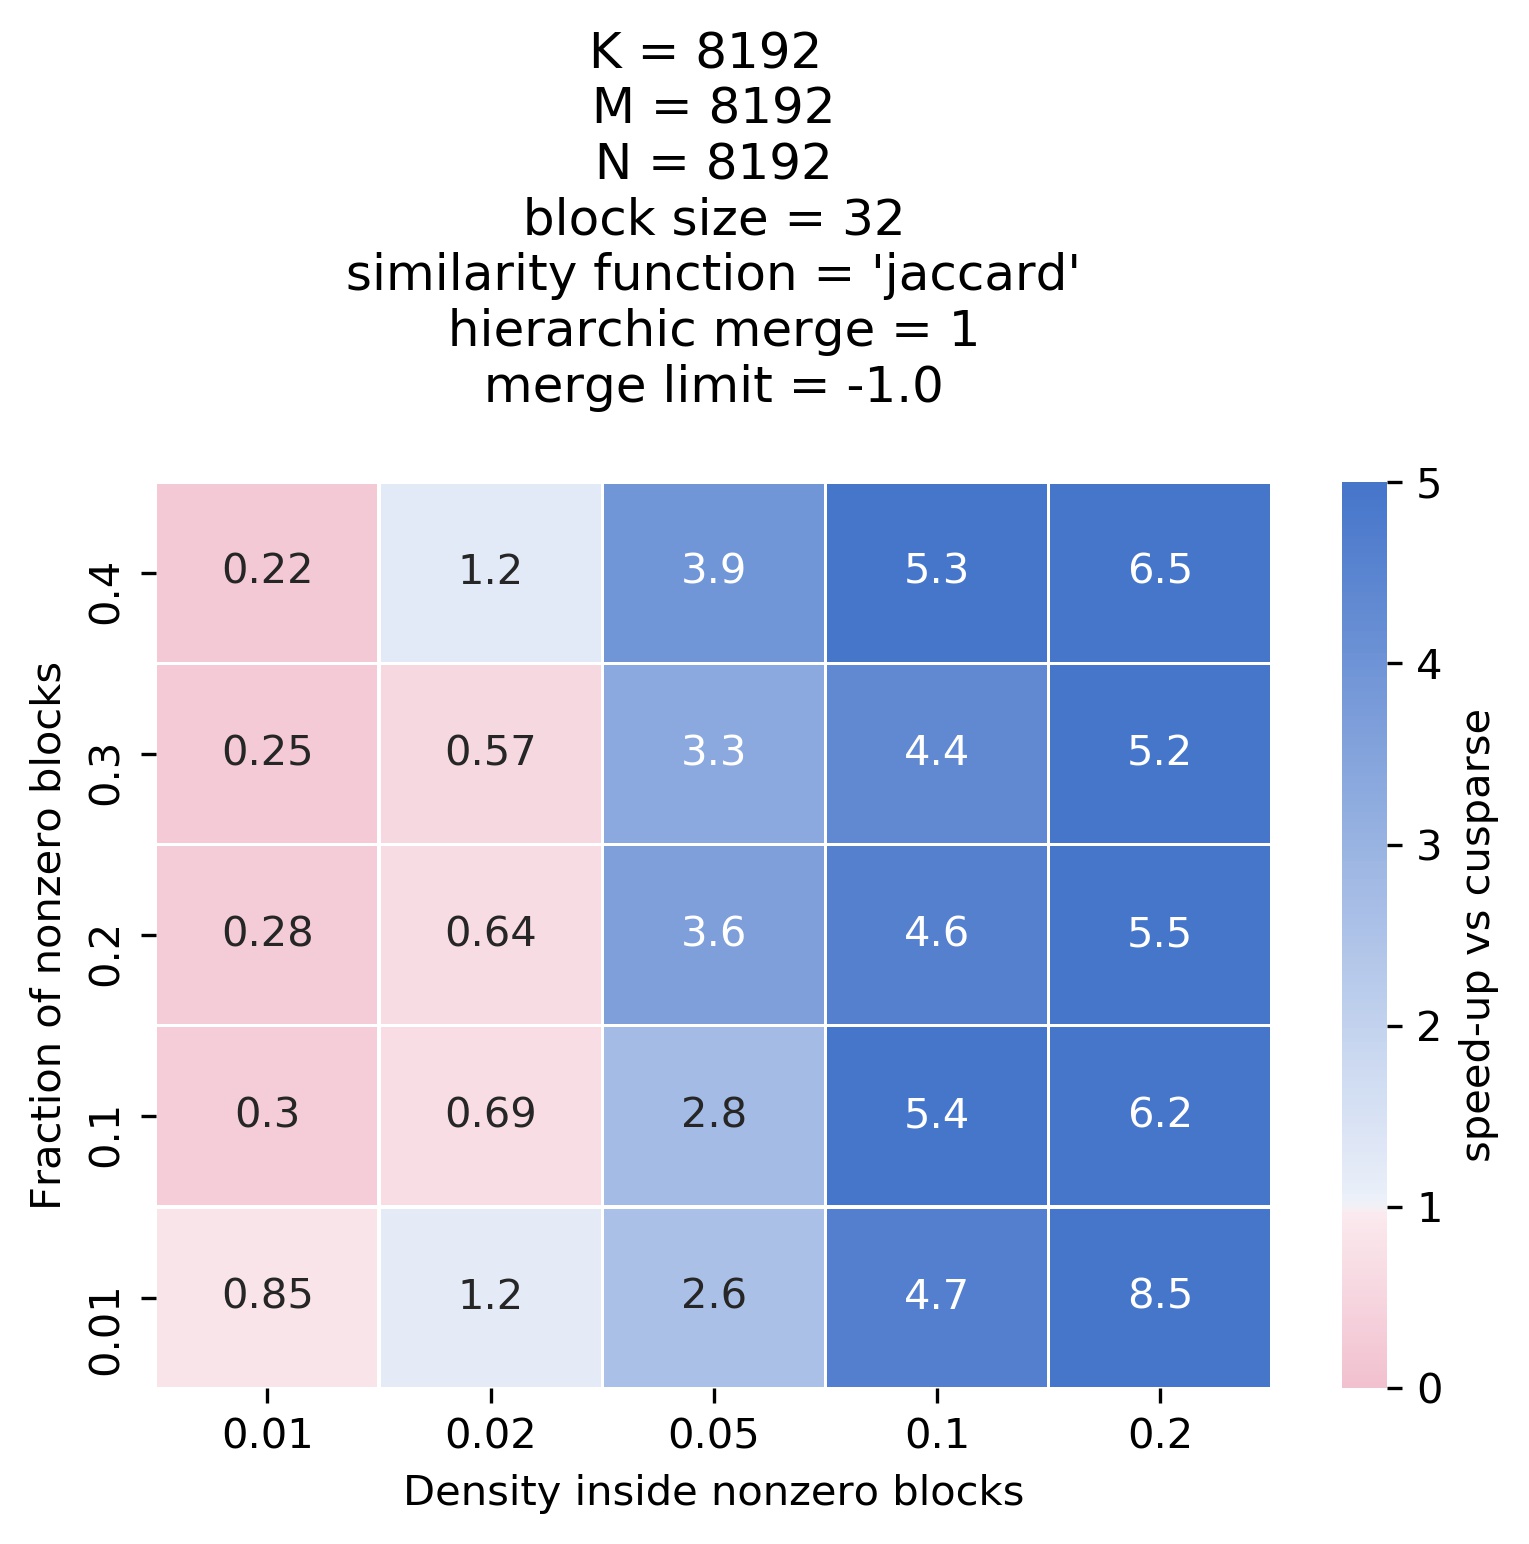 K = 8192
M = 8192
N = 8192
block size = 32
similarity function = 'jaccard'
hierarchic merge = 1
merge limit = -1.0
Fraction of nonzero blocks
0.4 0.22 1.2 3.9 5.3 6.5
0.3 0.25 0.57 3.3 4.4 5.2
0.2 0.28 0.64 3.6 4.6 5.5
0.1 0.3 0.69 2.8 5.4 6.2
0.01 0.85 1.2 2.6 4.7 8.5
0.01 0.02 0.05 0.1 0.2
Density inside nonzero blocks
5
4
3
2
1
0
speed-up vs cusparse